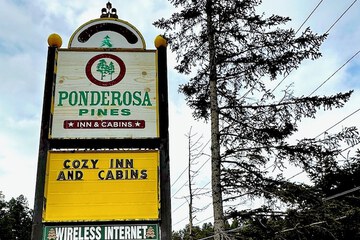 PONDEROSA
PINES
★ INN & CABINS ★
COZY INN
AND CABINS
WIRELESS INTERNET